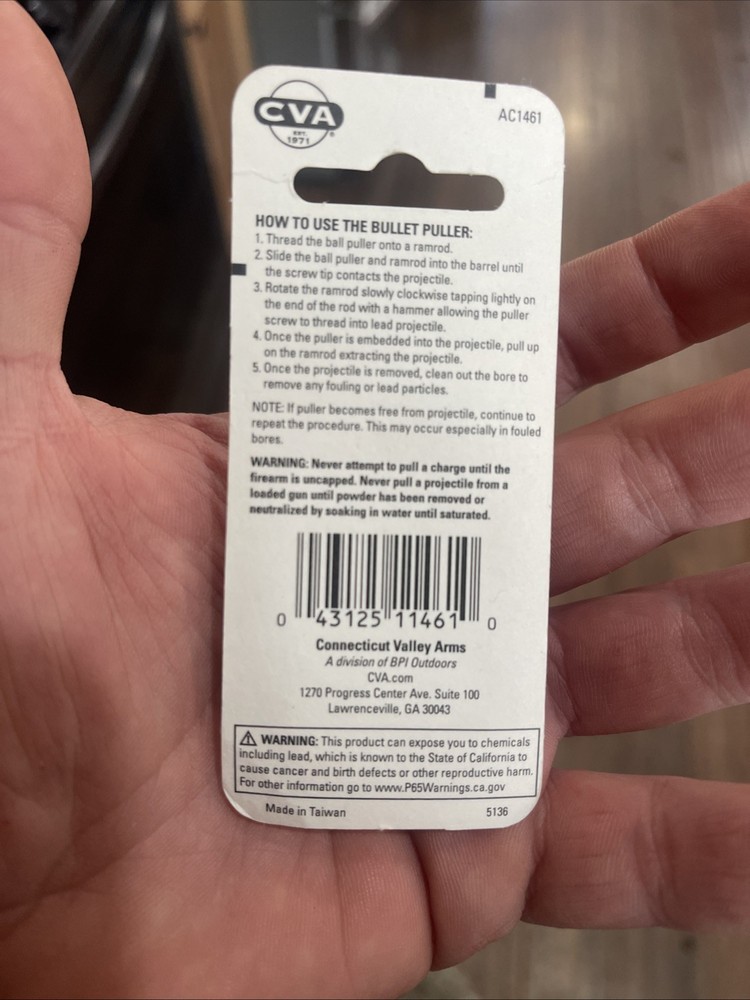 CVA
EST.
1971
®
AC1461
HOW TO USE THE BULLET PULLER:
1. Thread the ball puller onto a ramrod.
2. Slide the ball puller and ramrod into the barrel until
the screw tip contacts the projectile.
3. Rotate the ramrod slowly clockwise tapping lightly on
the end of the rod with a hammer allowing the puller
screw to thread into lead projectile.
4. Once the puller is embedded into the projectile, pull up
on the ramrod extracting the projectile.
5. Once the projectile is removed, clean out the bore to
remove any fouling or lead particles.
NOTE: If puller becomes free from projectile, continue to
repeat the procedure. This may occur especially in fouled
bores.
WARNING: Never attempt to pull a charge until the
firearm is uncapped. Never pull a projectile from a
loaded gun until powder has been removed or
neutralized by soaking in water until saturated.
0 43125 11461 0
Connecticut Valley Arms
A division of BPI Outdoors
CVA.com
1270 Progress Center Ave. Suite 100
Lawrenceville, GA 30043
WARNING: This product can expose you to chemicals
including lead, which is known to the State of California to
cause cancer and birth defects or other reproductive harm.
For other information go to www.P65Warnings.ca.gov
Made in Taiwan 5136